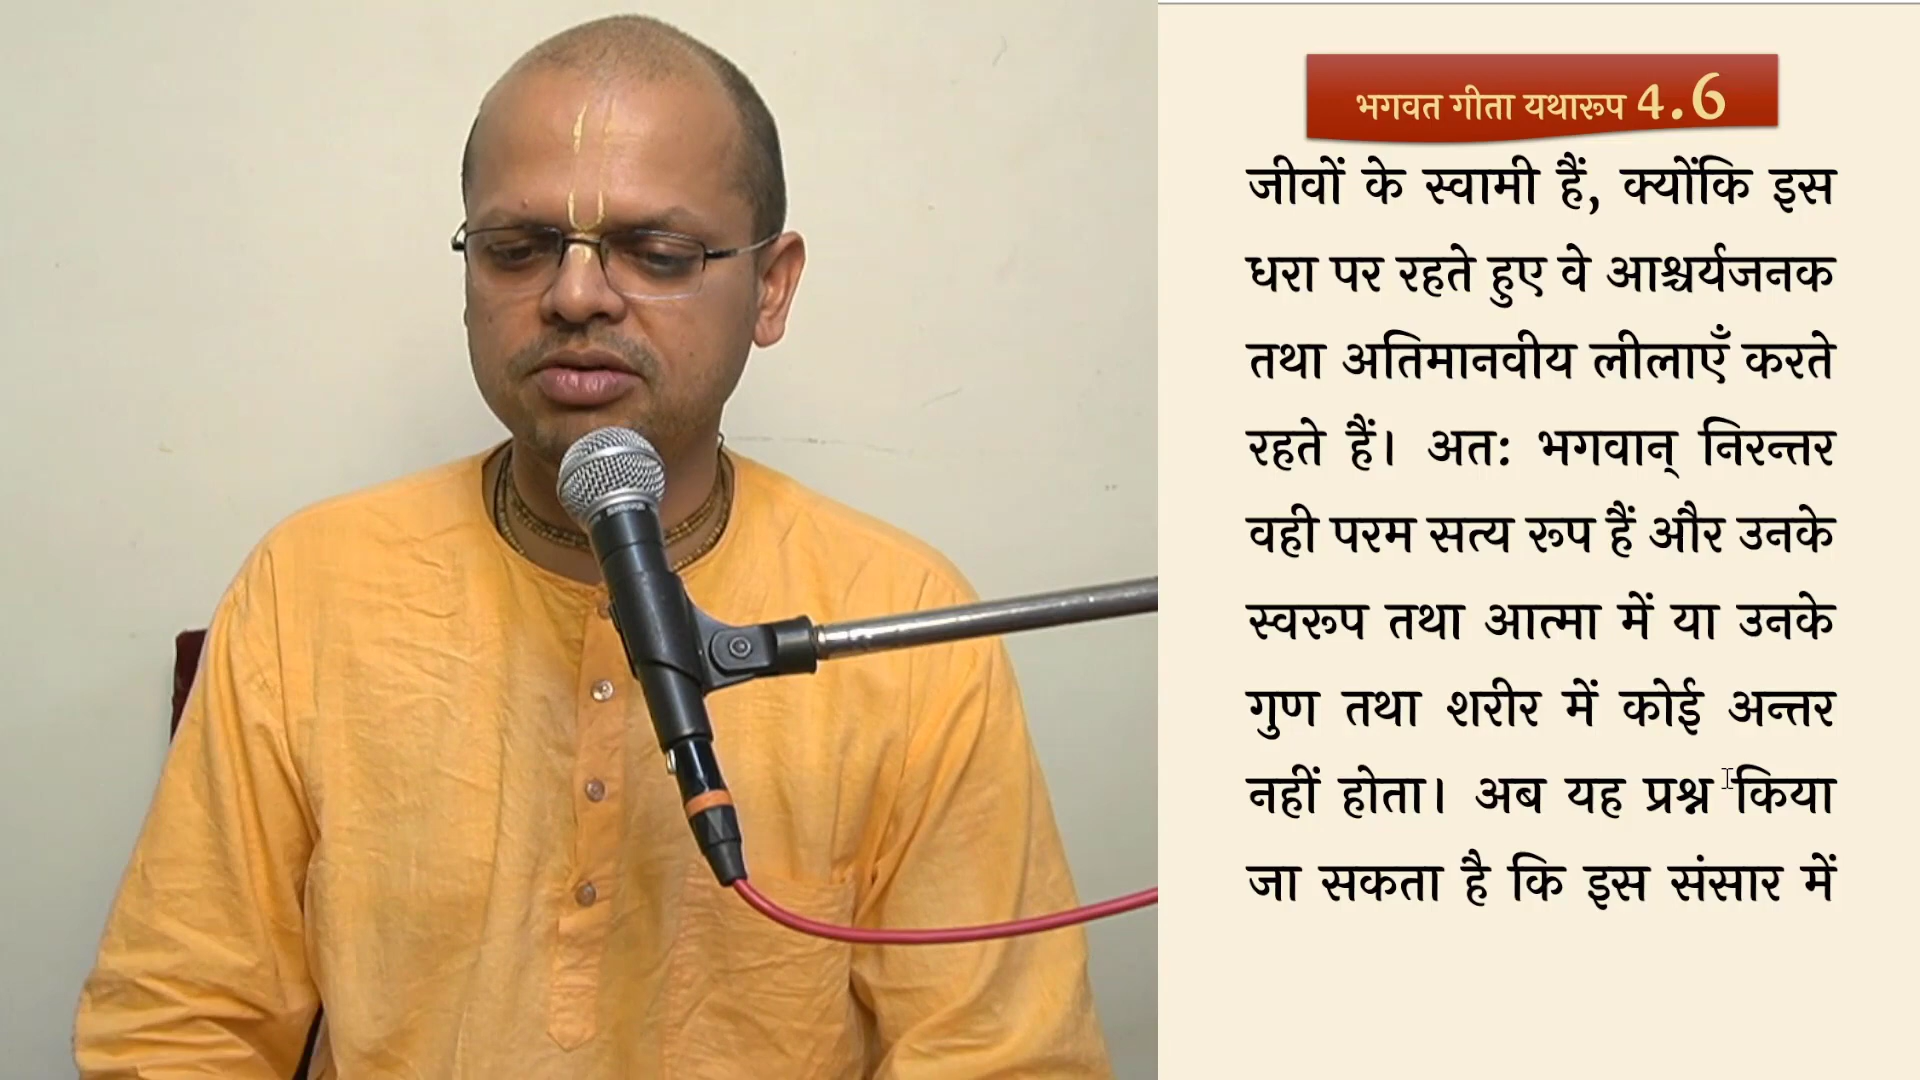 भगवत गीता यथारूप 4.6
जीवों के स्वामी हैं, क्योंकि इस
धरा पर रहते हुए वे आश्चर्यजनक
तथा अतिमानवीय लीलाएँ करते
रहते हैं। अत: भगवान् निरन्तर
वही परम सत्य रूप हैं और उनके
स्वरूप तथा आत्मा में या उनके
गुण तथा शरीर में कोई अन्तर
नहीं होता। अब यह प्रश्न किया
जा सकता है कि इस संसार में